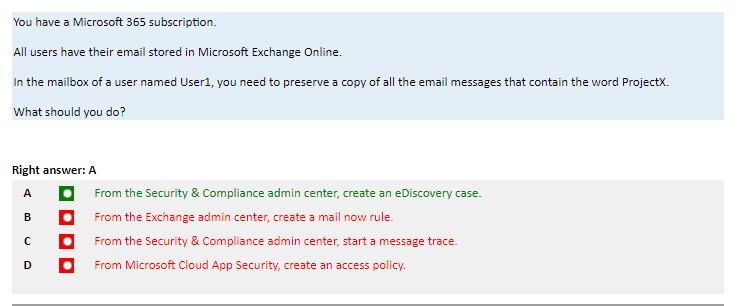 You have a Microsoft 365 subscription.
All users have their email stored in Microsoft Exchange Online.
In the mailbox of a user named User1, you need to preserve a copy of all the email messages that contain the word ProjectX.
What should you do?
Right answer: A
A From the Security & Compliance admin center, create an eDiscovery case.
B From the Exchange admin center, create a mail now rule.
C From the Security & Compliance admin center, start a message trace.
D From Microsoft Cloud App Security, create an access policy.